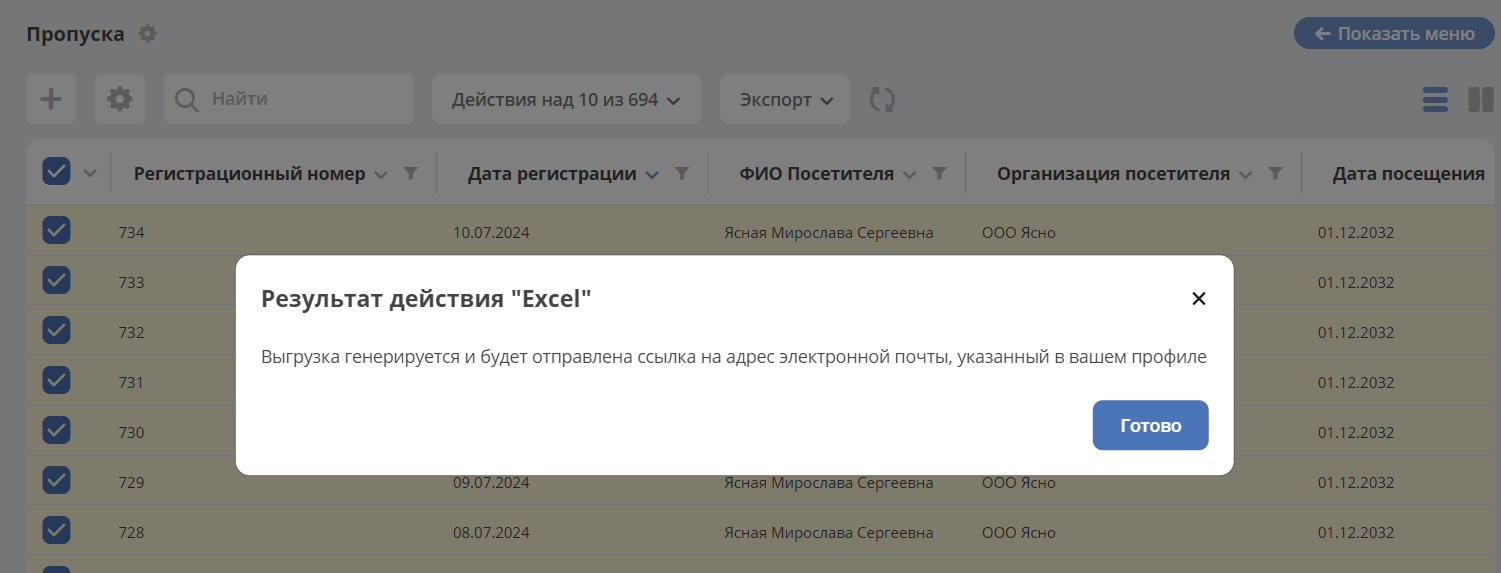 Пропуска
Показать меню
Найти
Действия над 10 из 694
Экспорт
Регистрационный номер Дата регистрации ФИО Посетителя Организация посетителя Дата посещения
734 10.07.2024 Ясная Мирослава Сергеевна ООО Ясно 01.12.2032
733 01.12.2032
Результат действия "Excel"
732 01.12.2032
Выгрузка генерируется и будет отправлена ссылка на адрес электронной почты, указанный в вашем профиле
731 01.12.2032
730 01.12.2032
Готово
729 09.07.2024 Ясная Мирослава Сергеевна ООО Ясно 01.12.2032
728 08.07.2024 Ясная Мирослава Сергеевна ООО Ясно 01.12.2032